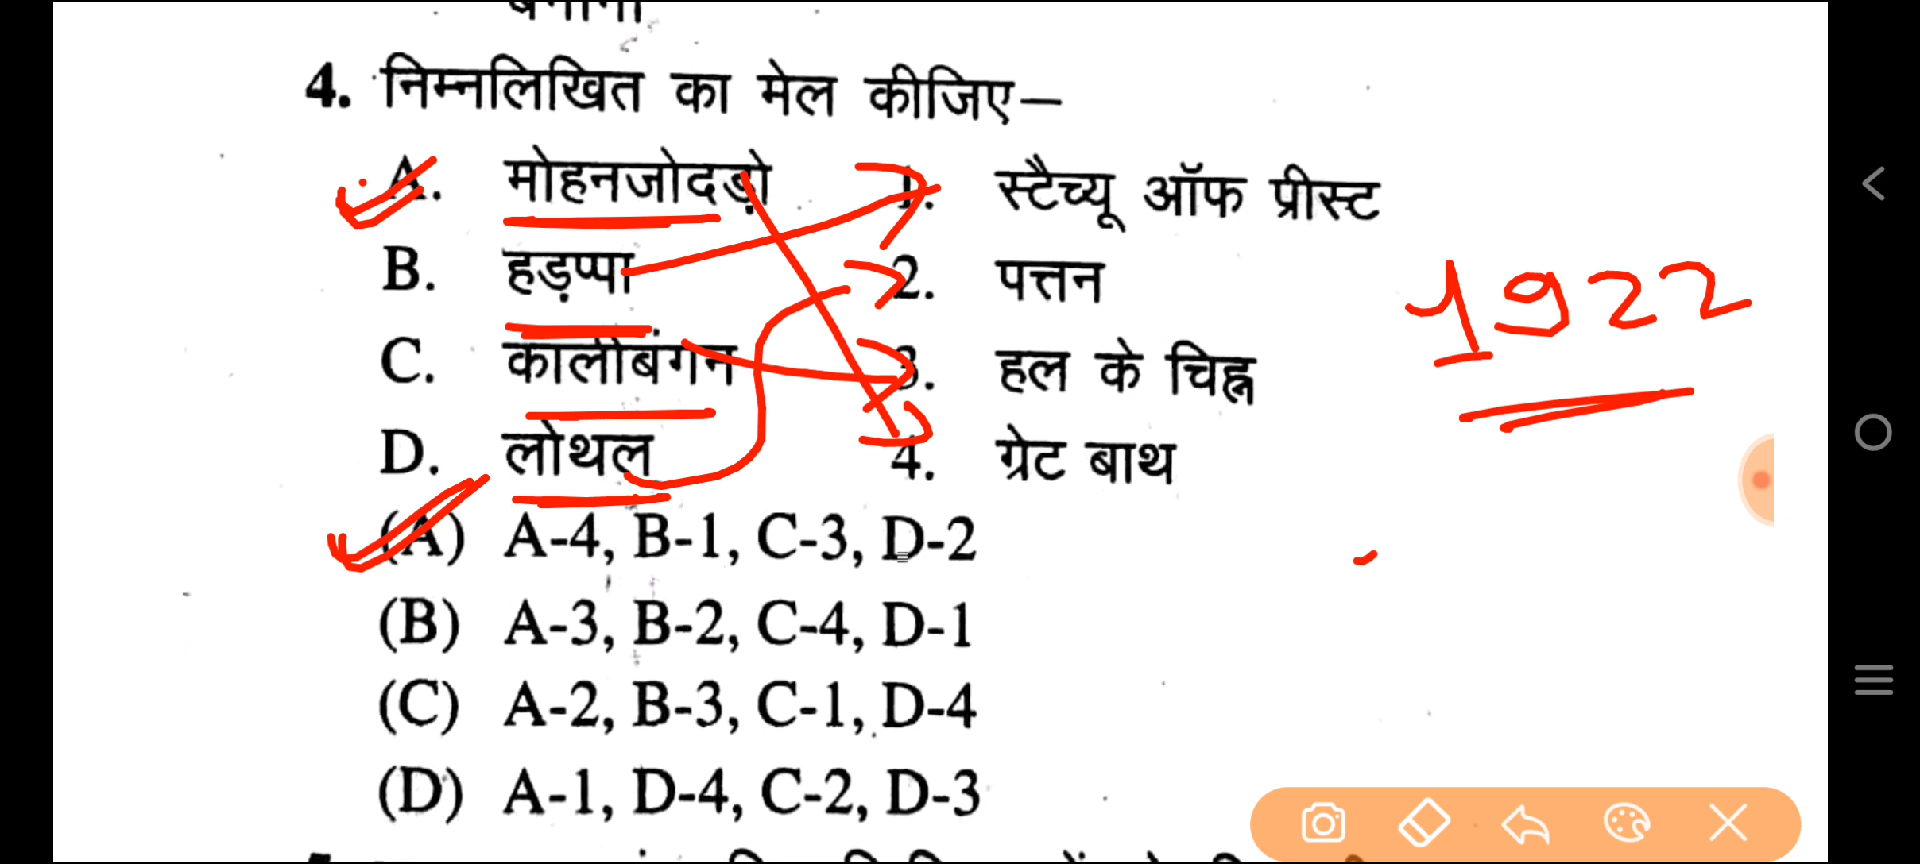 4. निम्नलिखित का मेल कीजिए—
A. मोहनजोदड़ो 1. स्टैच्यू ऑफ प्रीस्ट
B. हड़प्पा 2. पत्तन
C. कालीबंगन 3. हल के चिह्न
D. लोथल 4. ग्रेट बाथ
1922
(A) A-4, B-1, C-3, D-2
(B) A-3, B-2, C-4, D-1
(C) A-2, B-3, C-1, D-4
(D) A-1, D-4, C-2, D-3